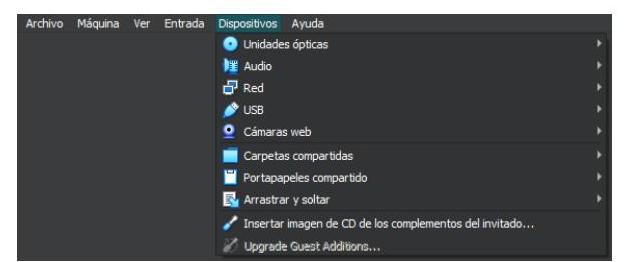 Archivo Máquina Ver Entrada Dispositivos Ayuda
Unidades ópticas
Audio
Red
USB
Cámaras web
Carpetas compartidas
Portapapeles compartido
Arrastrar y soltar
Insertar imagen de CD de los complementos del invitado...
Upgrade Guest Additions...